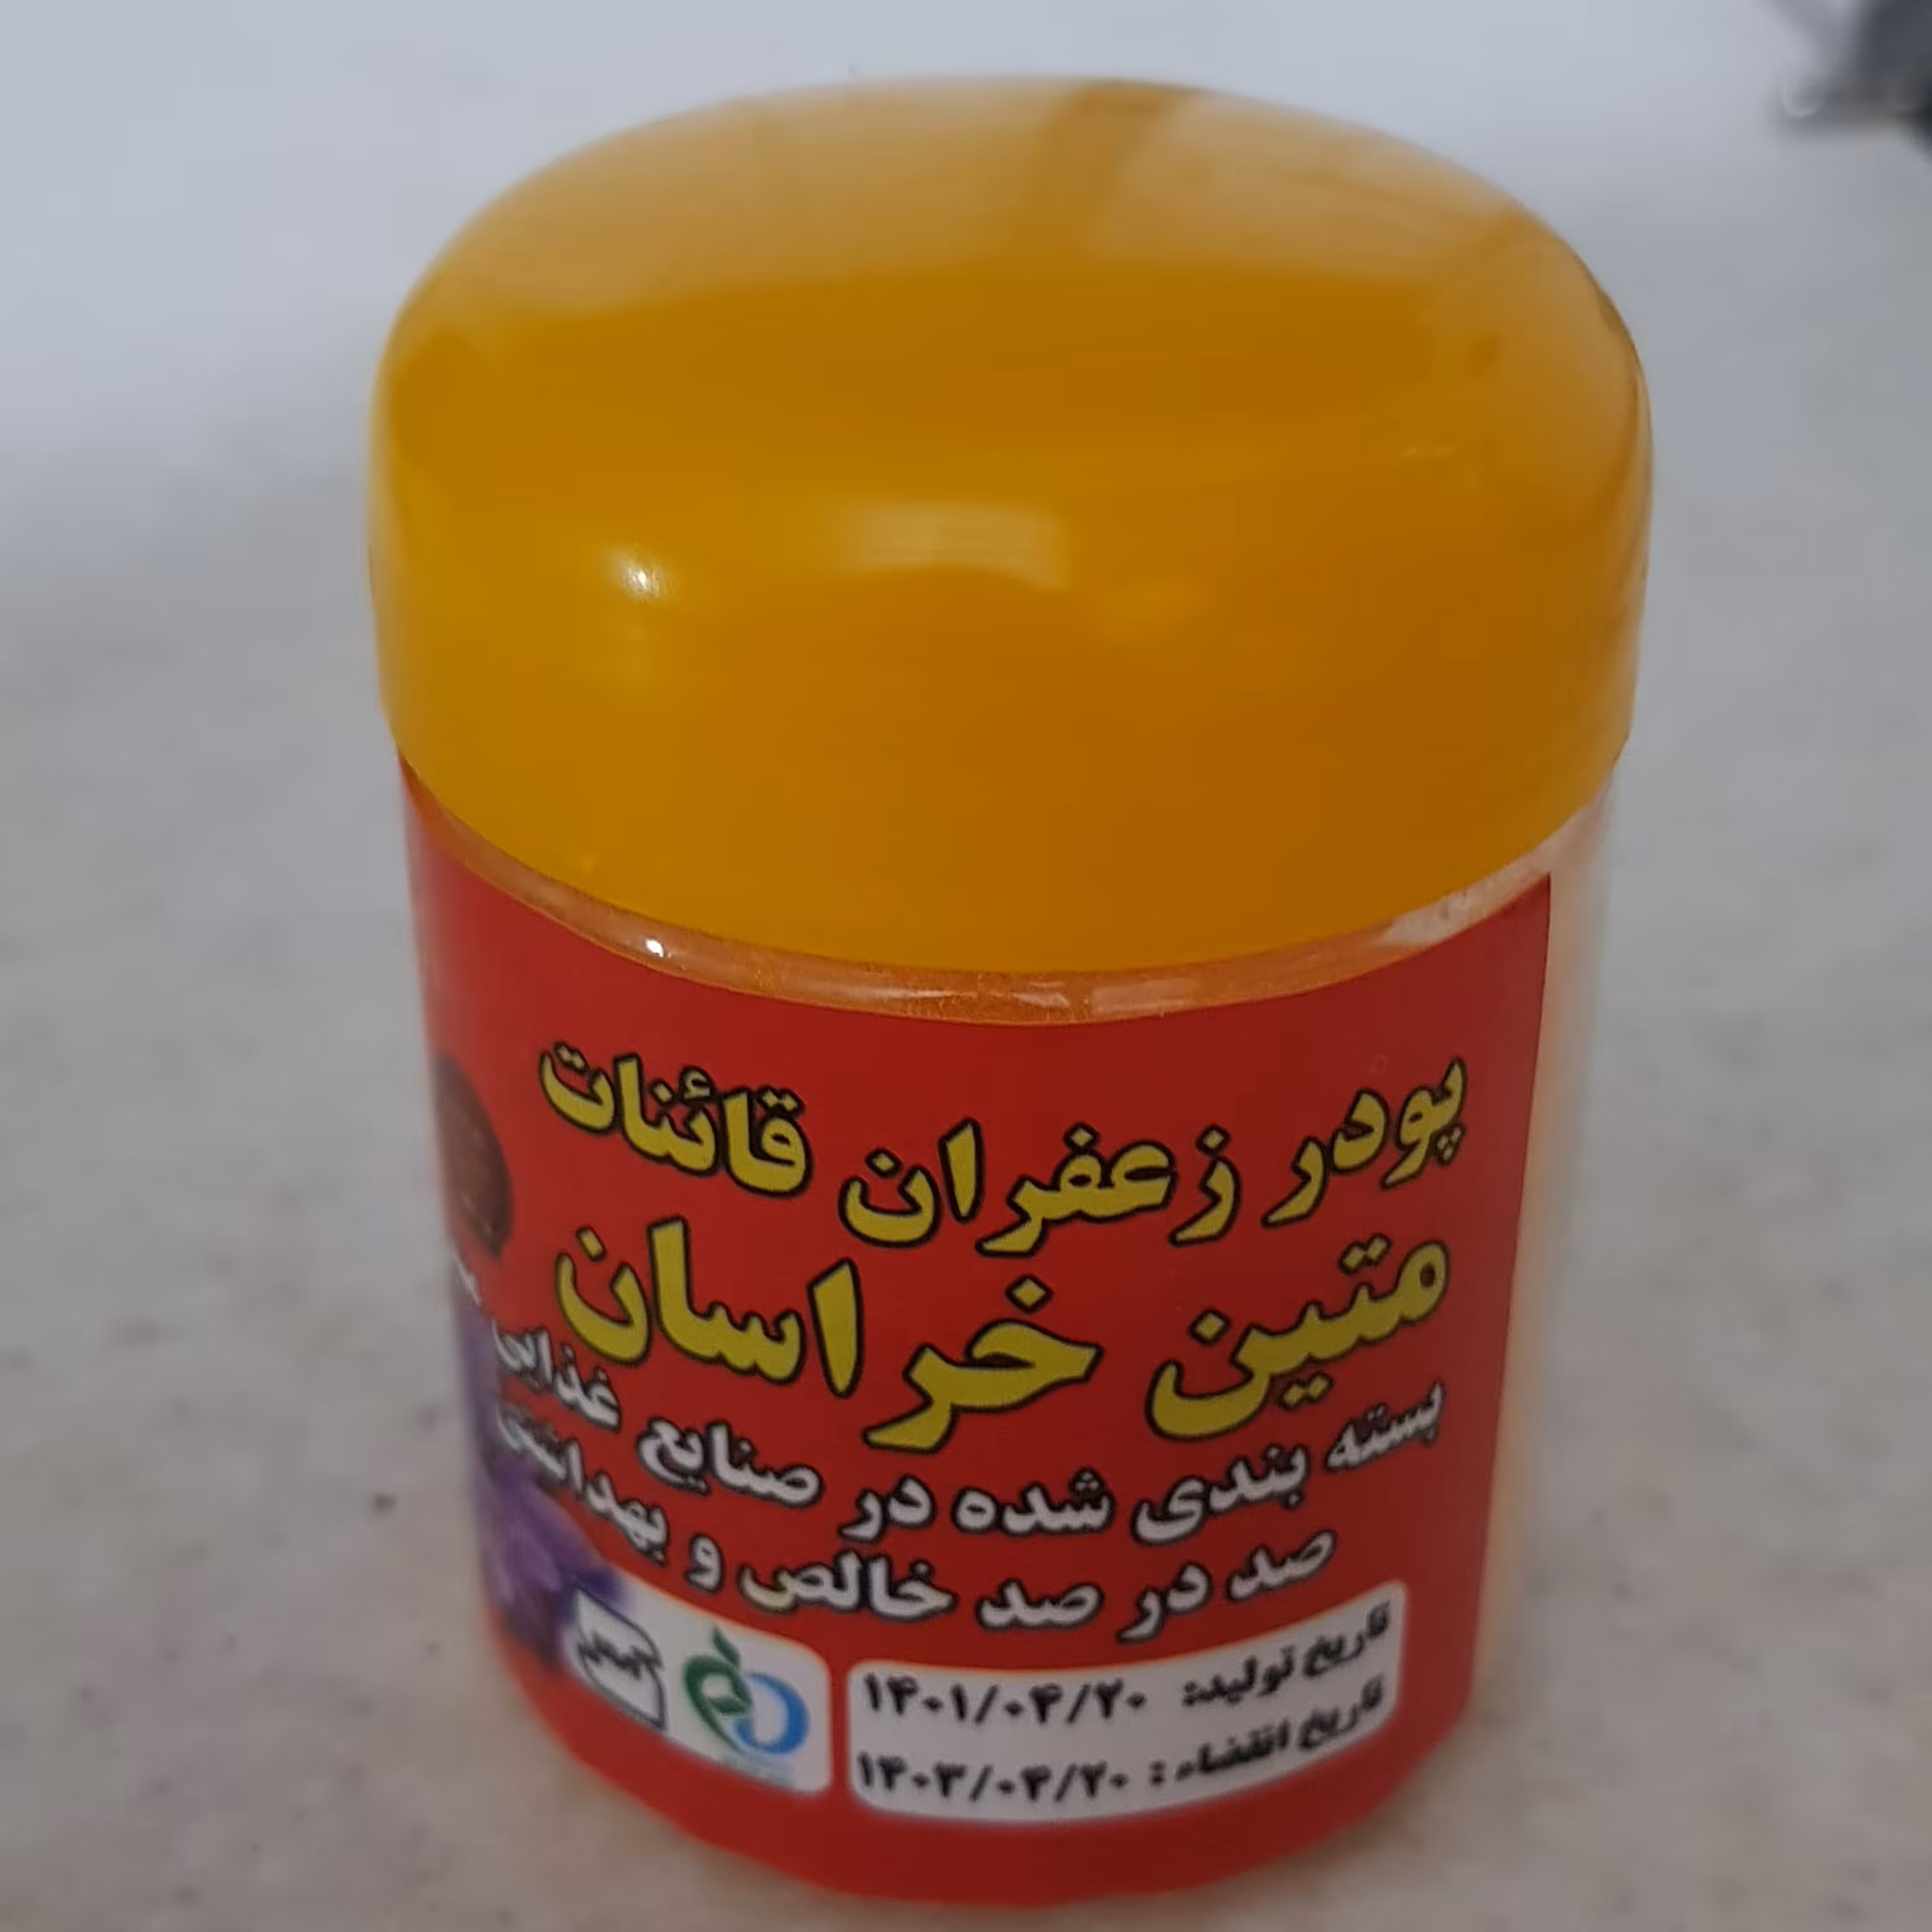 پودر زعفران قائنات
متین خراسان
بسته بندی شده در صنایع غذایی
صد در صد خالص و بهداشتی
تاریخ تولید: ۱۴۰۱/۰۴/۲۰
تاریخ انقضاء: ۱۴۰۳/۰۴/۲۰